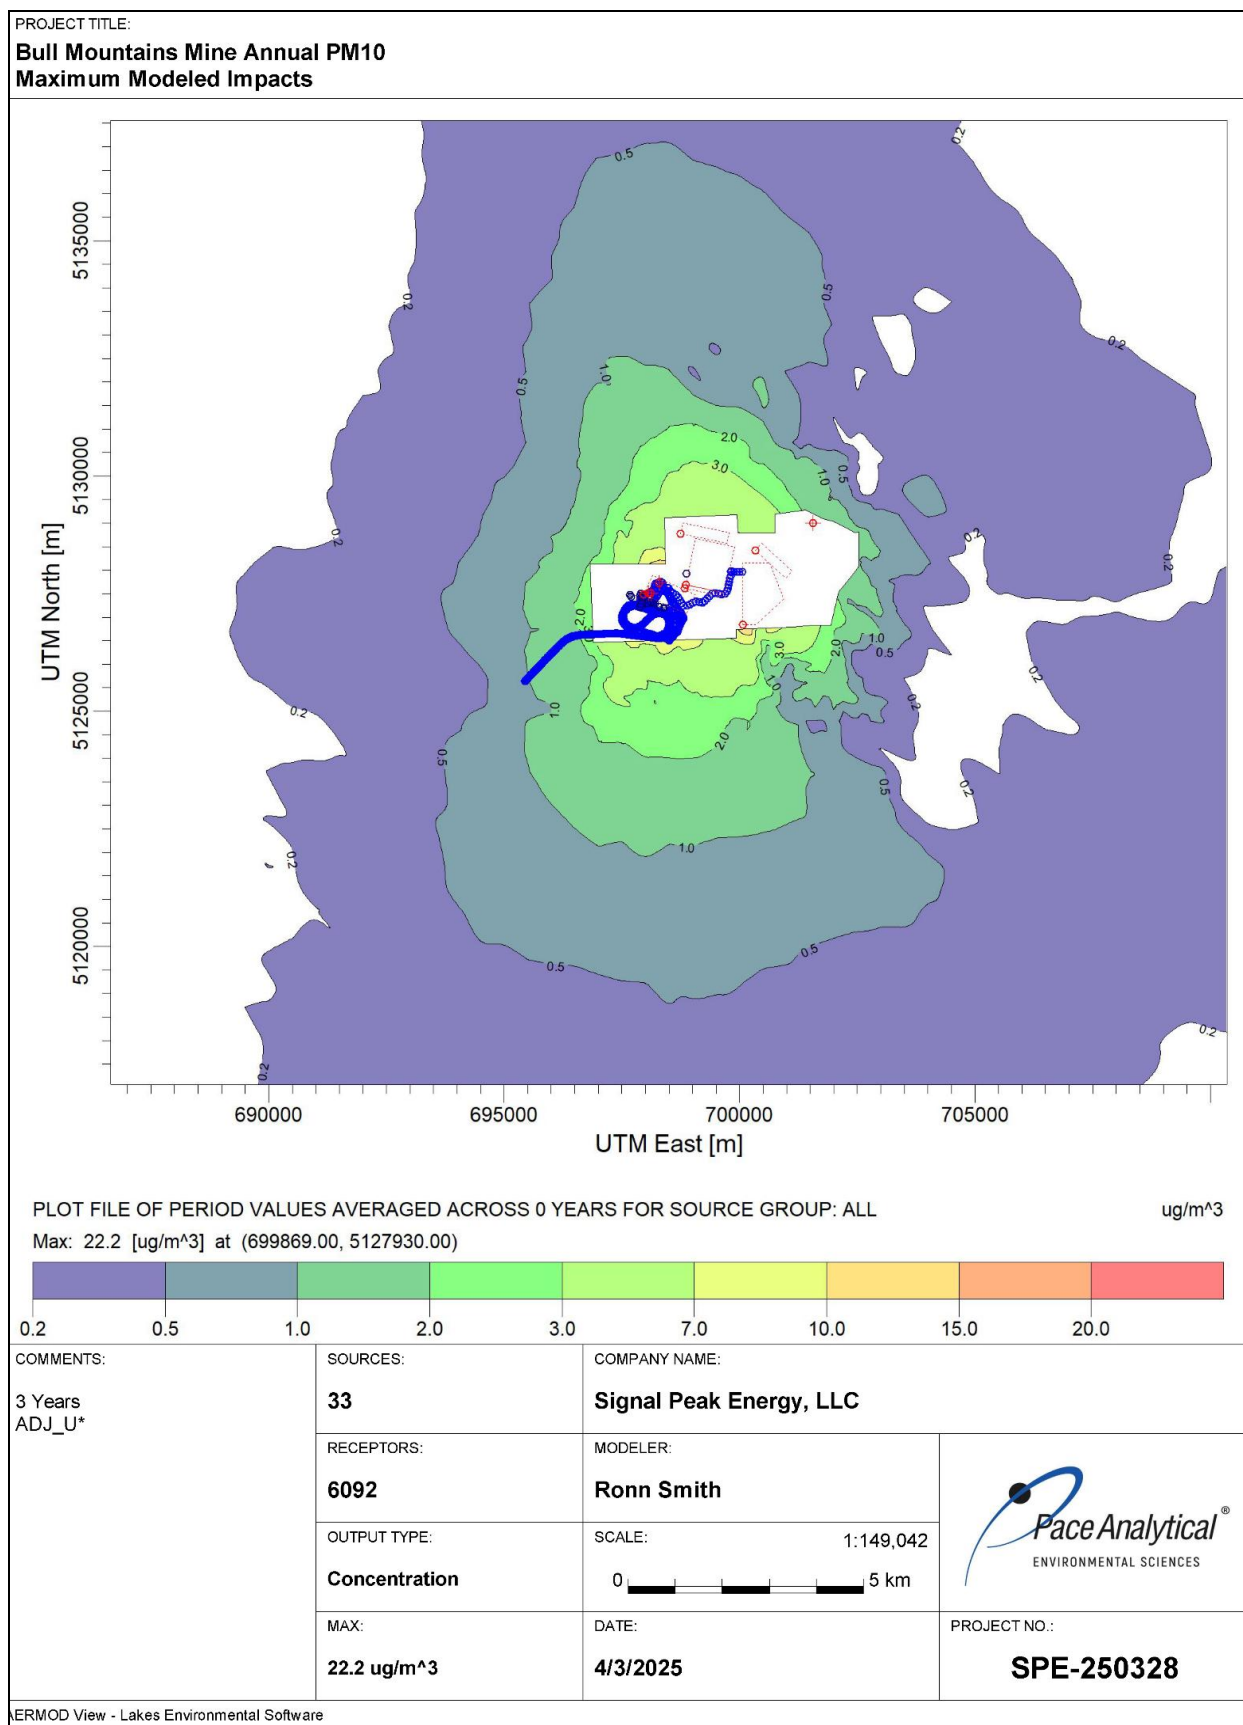 PROJECT TITLE:
Bull Mountains Mine Annual PM10
Maximum Modeled Impacts
0.2
0.5
0.2
0.5
0.2
0.2
0.5
1.0
2.0
3.0
0.5
1.0
0.2
0.2
2.0
3.0
2.0
1.0
0.5
0.2
1.0
1.0
0.2
2.0
0.5
0.5
0.2
1.0
0.2
0.5
0.5
0.2
0.2
5135000
5130000
5125000
5120000
UTM North [m]
690000
695000
700000
705000
UTM East [m]
PLOT FILE OF PERIOD VALUES AVERAGED ACROSS 0 YEARS FOR SOURCE GROUP: ALL
ug/m^3
Max: 22.2 [ug/m^3] at (699869.00, 5127930.00)
0.2 0.5 1.0 2.0 3.0 7.0 10.0 15.0 20.0
COMMENTS:
3 Years
ADJ_U*
SOURCES:
33
COMPANY NAME:
Signal Peak Energy, LLC
RECEPTORS:
6092
MODELER:
Ronn Smith
OUTPUT TYPE:
Concentration
SCALE: 1:149,042
0 5 km
Pace Analytical®
ENVIRONMENTAL SCIENCES
MAX:
22.2 ug/m^3
DATE:
4/3/2025
PROJECT NO.:
SPE-250328
AERMOD View - Lakes Environmental Software